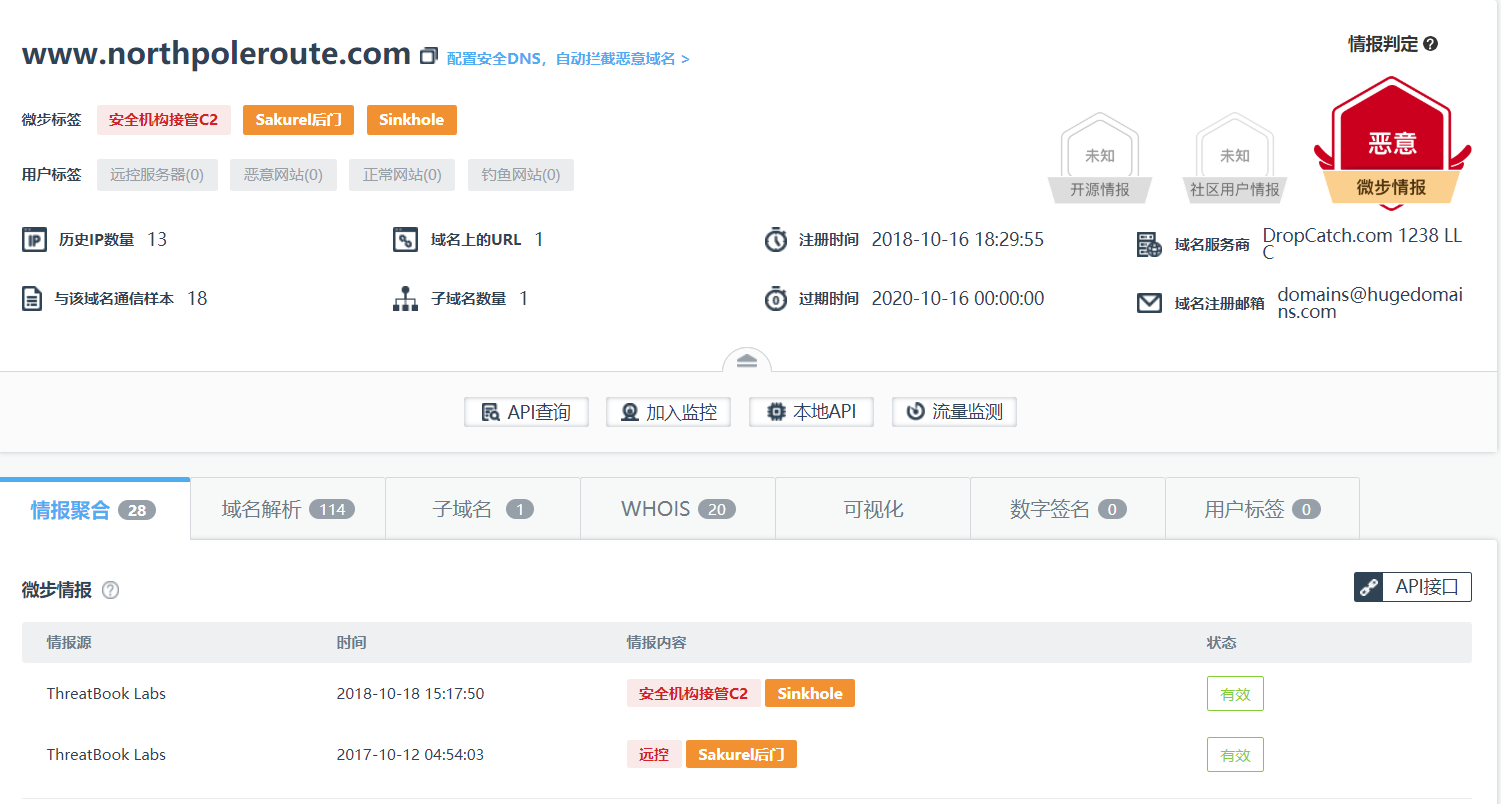 www.northpoleroute.com 配置安全DNS，自动拦截恶意域名 >
情报判定
微步标签 安全机构接管C2 Sakurel后门 Sinkhole
用户标签 远控服务器(0) 恶意网站(0) 正常网站(0) 钓鱼网站(0)
未知 开源情报
未知 社区用户情报
恶意 微步情报
IP 历史IP数量 13
域名上的URL 1
注册时间 2018-10-16 18:29:55
域名服务商 DropCatch.com 1238 LL
C
与该域名通信样本 18
子域名数量 1
过期时间 2020-10-16 00:00:00
域名注册邮箱 domains@hugedomai
ns.com
API查询 加入监控 本地API 流量监测
情报聚合 28 域名解析 114 子域名 1 WHOIS 20 可视化 数字签名 0 用户标签 0
微步情报 ?
API接口
情报源 时间 情报内容 状态
ThreatBook Labs 2018-10-18 15:17:50 安全机构接管C2 Sinkhole 有效
ThreatBook Labs 2017-10-12 04:54:03 远控 Sakurel后门 有效